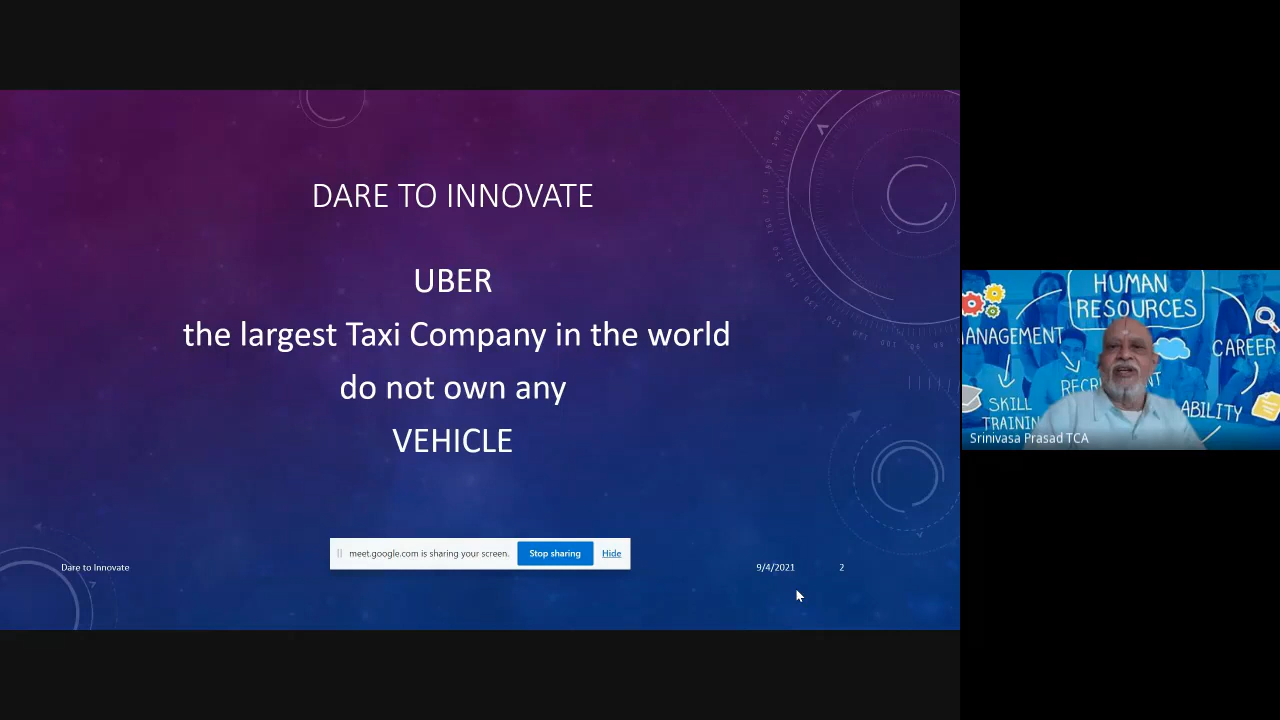 DARE TO INNOVATE
UBER
the largest Taxi Company in the world
do not own any
VEHICLE
meet.google.com is sharing your screen. Stop sharing Hide
Dare to Innovate 9/4/2021 2
HUMAN
RESOURCES
CAREER
SKILL
TRAININ
ABILITY
Srinivasa Prasad TCA